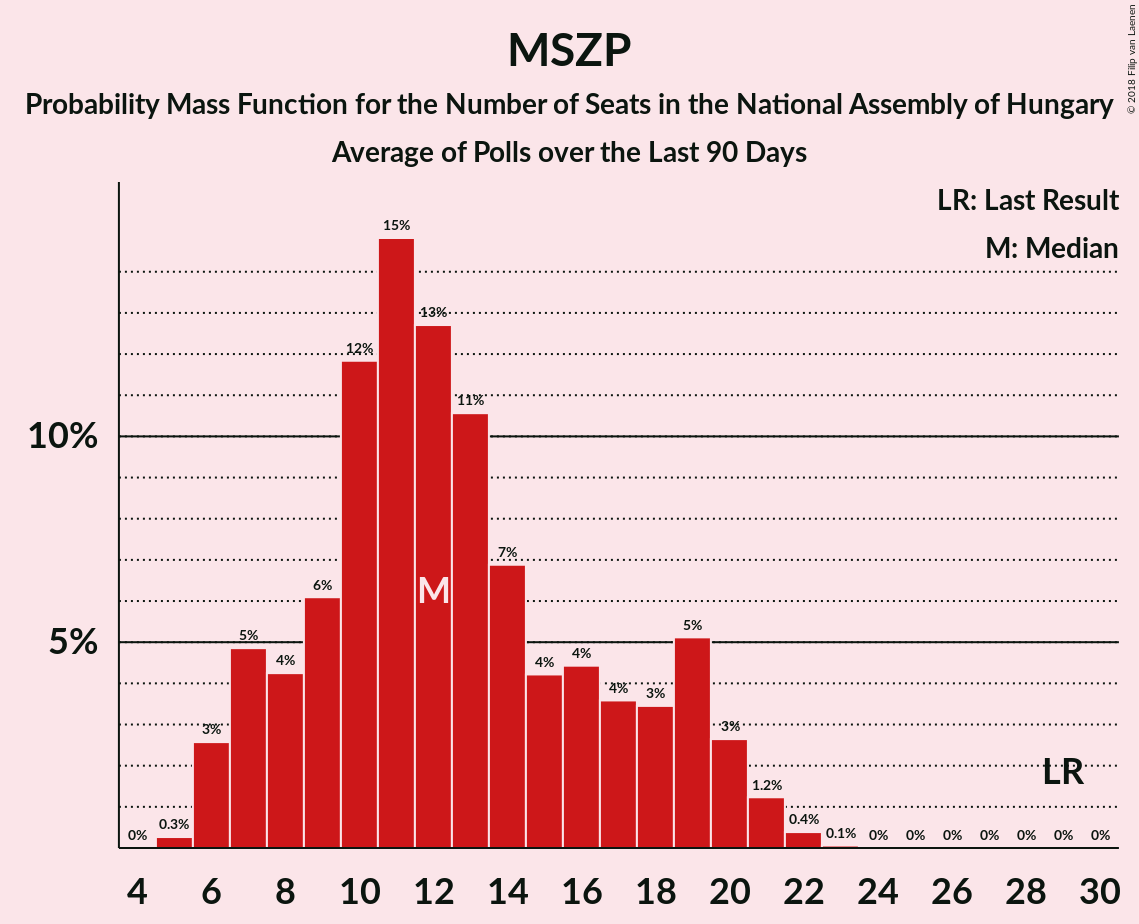 MSZP
Probability Mass Function for the Number of Seats in the National Assembly of Hungary
Average of Polls over the Last 90 Days
© 2018 Filip van Laenen
LR: Last Result
M: Median
15%
13%
12%
11%
10%
7%
M
6%
5%
5%
5%
4%
4%
4%
4%
3%
3%
3%
LR
1.2%
0% 0.3% 0.4% 0.1% 0% 0% 0% 0% 0% 0% 0%
4 6 8 10 12 14 16 18 20 22 24 26 28 30